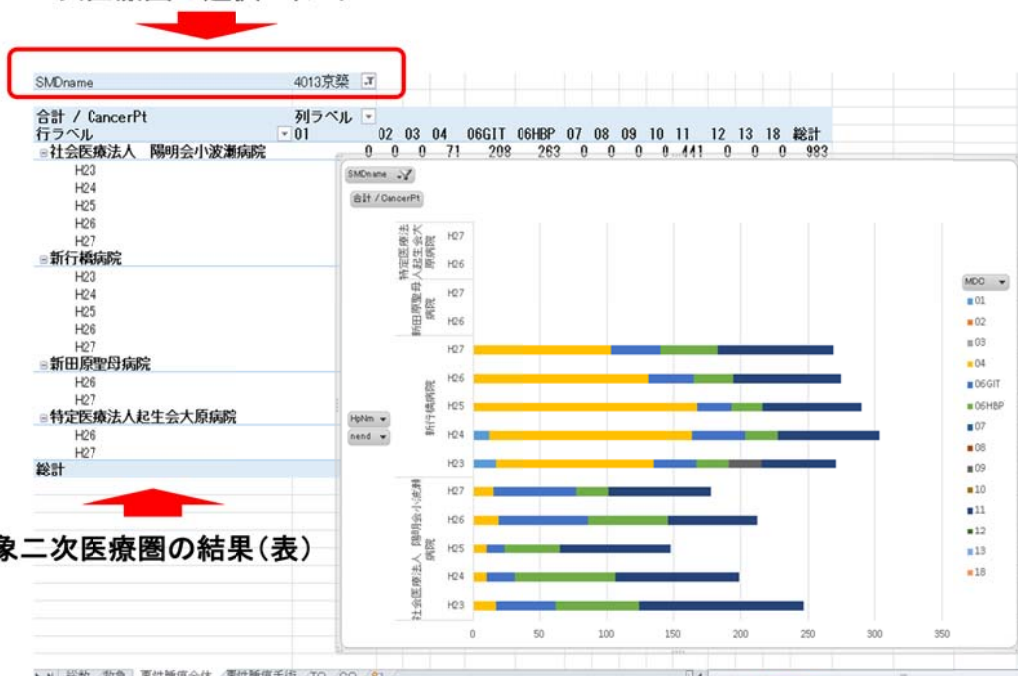 SMDname 4013京築
合計 / CancerPt 列ラベル
行ラベル 01 02 03 04 06GIT 06HBP 07 08 09 10 11 12 13 18 総計
社会医療法人 陽明会小波瀬病院 0 0 0 71 208 263 0 0 0 0 441 0 0 0 983
H23
H24
H25
H26
H27
新行橋病院
H23
H24
H25
H26
H27
新田原聖母病院
H26
H27
特定医療法人起生会大原病院
H26
H27
総計
象二次医療圏の結果(表)
SMDname
合計 / CancerPt
HpNm
nend
特定医療法人起生会大原病院
H27
H26
新田原聖母病院
H27
H26
新行橋病院
H27
H26
H25
H24
H23
社会医療法人 陽明会小波瀬病院
H27
H26
H25
H24
H23
0 50 100 150 200 250 300 350
MDC
01
02
03
04
06GIT
06HBP
07
08
09
10
11
12
13
18